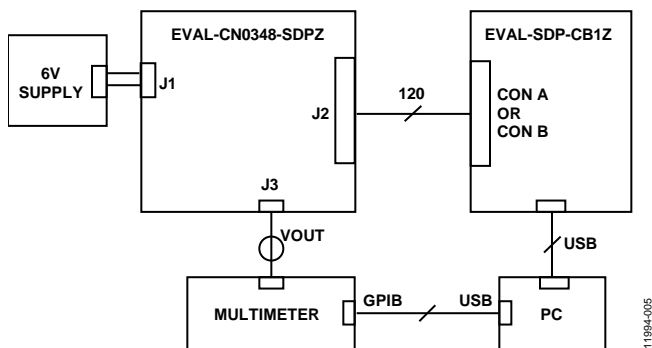 EVAL-CN0348-SDPZ
EVAL-SDP-CB1Z
6V
SUPPLY
J1
J2
120
CON A
OR
CON B
J3
VOUT
USB
MULTIMETER
GPIB
USB
PC
11994-005